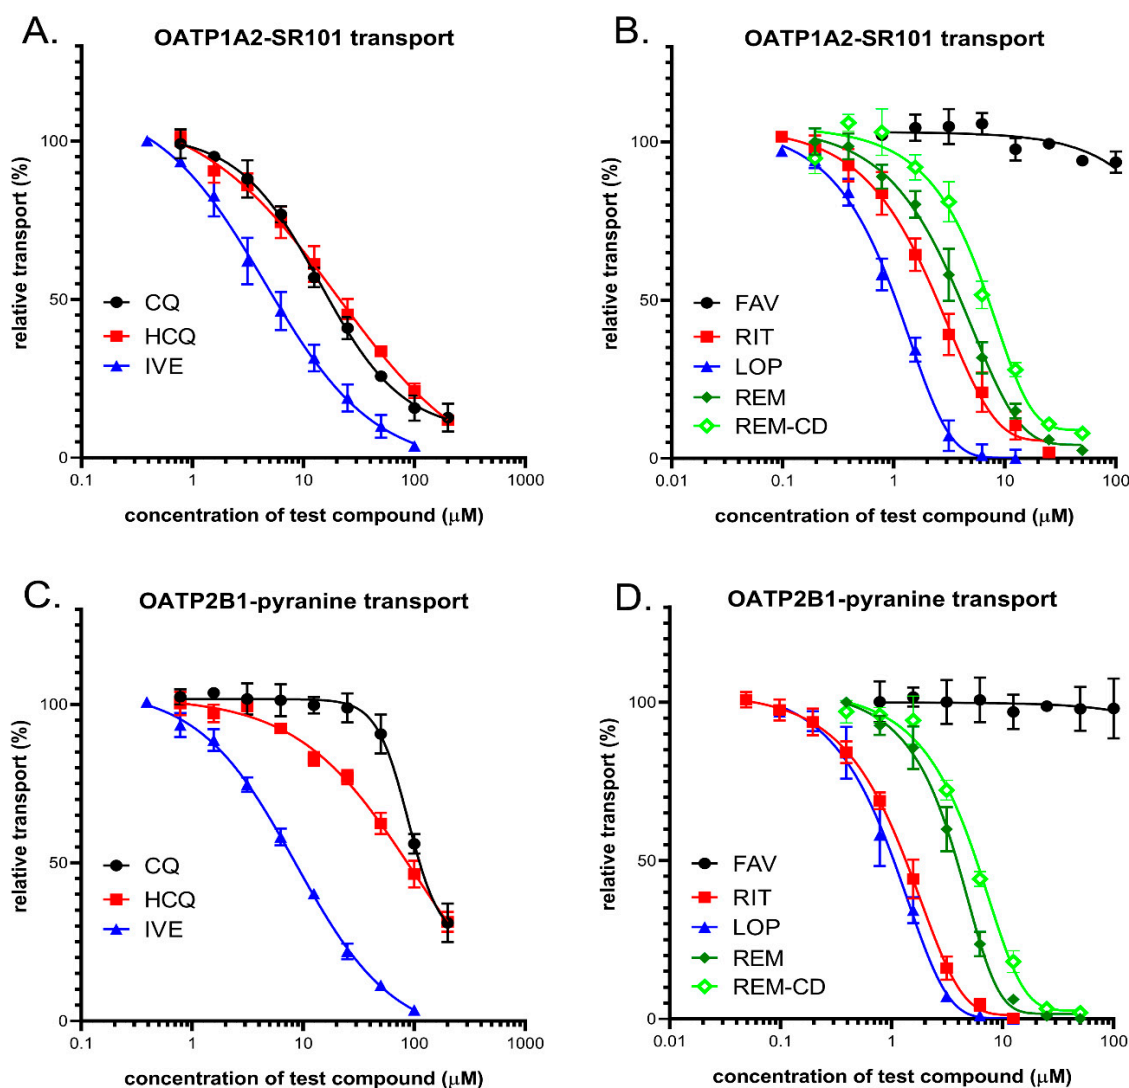 A.
OATP1A2-SR101 transport
relative transport (%)
100
50
0
CQ
HCQ
IVE
0.1
1
10
100
1000
concentration of test compound (μM)
B.
OATP1A2-SR101 transport
relative transport (%)
100
50
0
FAV
RIT
LOP
REM
REM-CD
0.01
0.1
1
10
100
concentration of test compound (μM)
C.
OATP2B1-pyranine transport
relative transport (%)
100
50
0
CQ
HCQ
IVE
0.1
1
10
100
1000
concentration of test compound (μM)
D.
OATP2B1-pyranine transport
relative transport (%)
100
50
0
FAV
RIT
LOP
REM
REM-CD
0.01
0.1
1
10
100
concentration of test compound (μM)